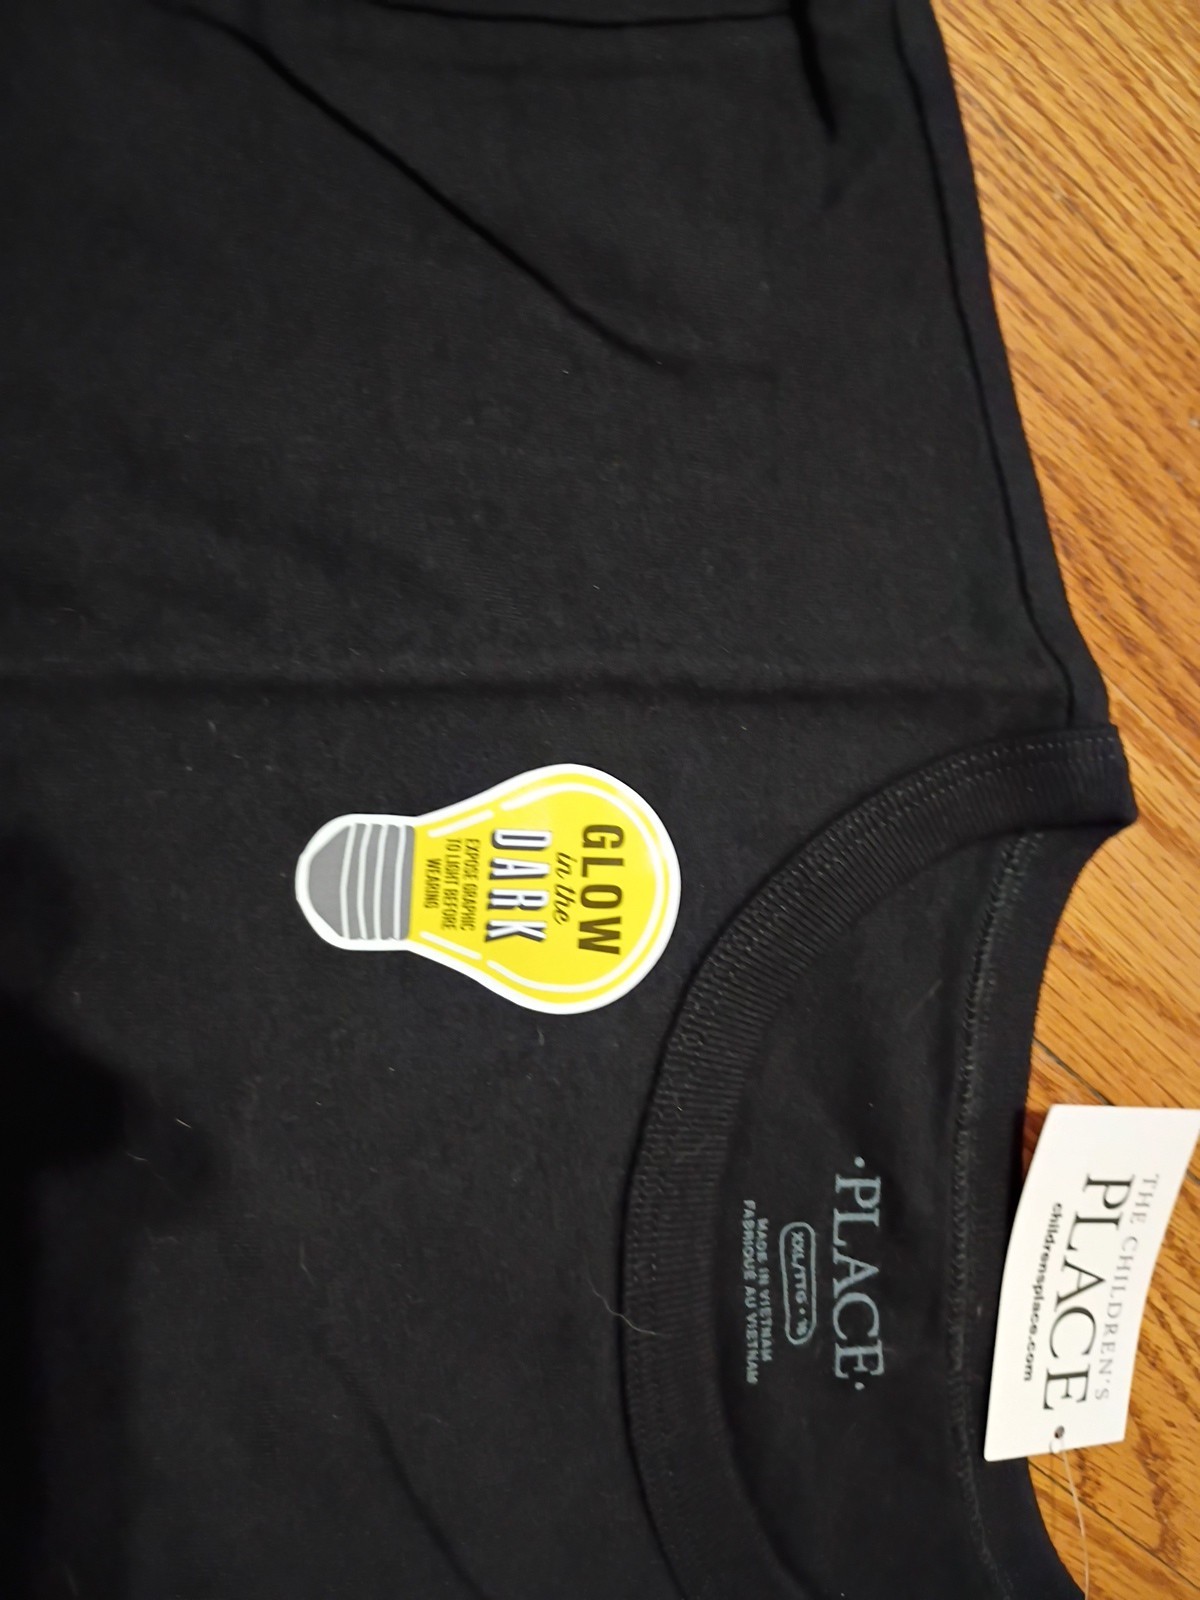 GLOW
in the
DARK
EXPOSE GRAPHIC
TO LIGHT BEFORE
WEARING
·PLACE·
XXL/TTG • 16
MADE IN VIETNAM
FABRIQUÉ AU VIETNAM
THE CHILDREN'S
PLACE
childrensplace.com